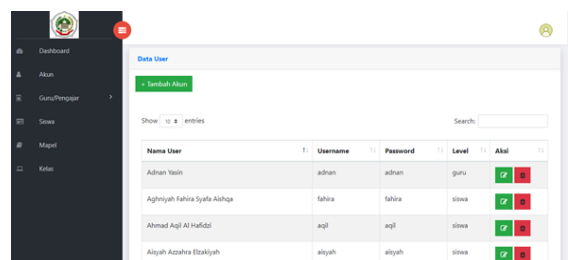 Dashboard
Akun
Guru/Pengajar
Siswa
Mapel
Kelas
Data User
+ Tambah Akun
Show 10 entries
Search:
Nama User Username Password Level Aksi
Adnan Yasin adnan adnan guru
Aghniyah Fahira Syafa Aishqa fahira fahira siswa
Ahmad Aqil Al Hafidzi aqil aqil siswa
Aisyah Azzahra Elzakiyah aisyah aisyah siswa